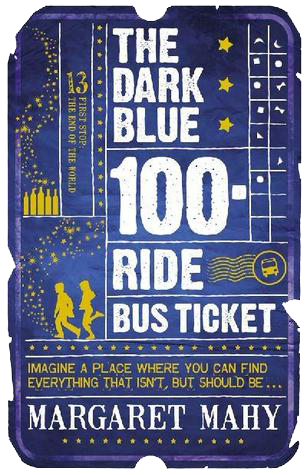 THE
DARK
BLUE
100-
RIDE
BUS TICKET
13 FIRST STOP:
THE END OF THE WORLD
IMAGINE A PLACE WHERE YOU CAN FIND
EVERYTHING THAT ISN'T, BUT SHOULD BE...
MARGARET MAHY